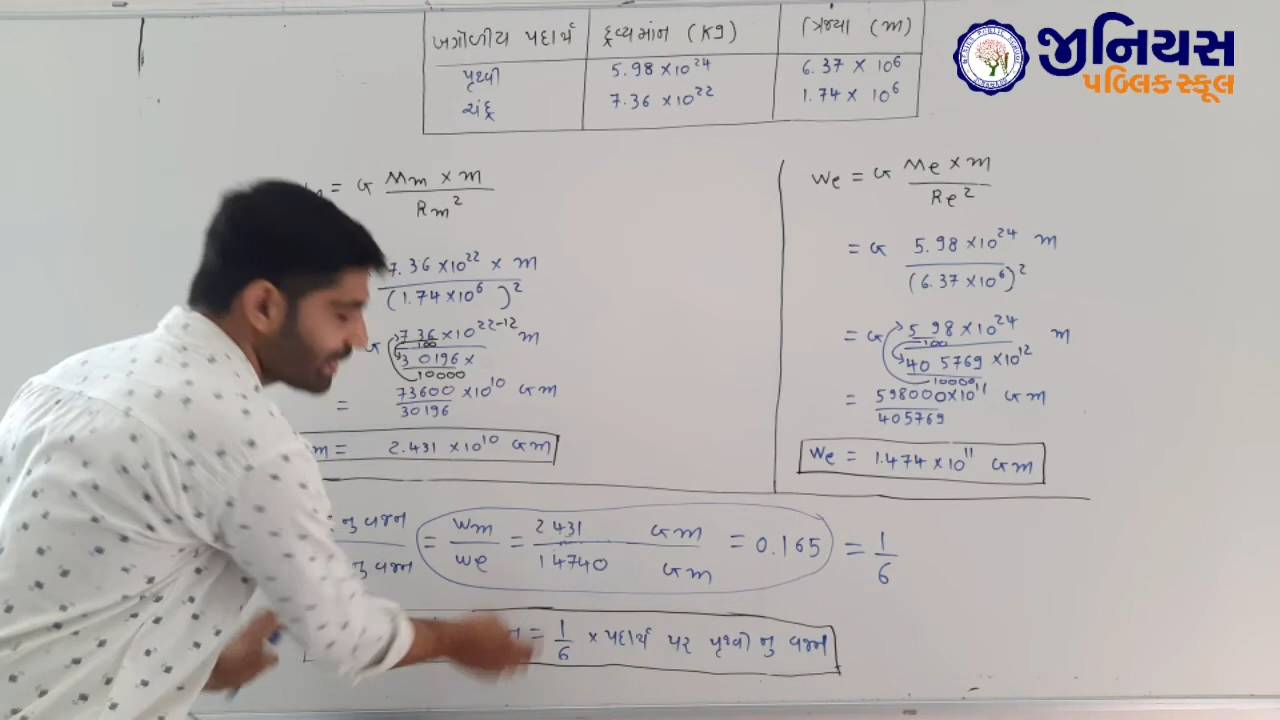 ખગોળીય પદાર્થ દ્રવ્યમાન (Kg) ત્રિજ્યા (m)
પૃથ્વી 5.98 × 10²⁴ 6.37 × 10⁶
ચંદ્ર 7.36 × 10²² 1.74 × 10⁶
જીનિયસ
પબ્લિક સ્કૂલ
= G Mm × m / Rm²
7.36 × 10²² × m / (1.74 × 10⁶)²
G 7 36 × 10²²⁻¹² m / 100
3 0196 × / 10000
= 73600 / 30196 × 10¹⁰ Gm
m = 2.431 × 10¹⁰ Gm
We = G Me × m / Re²
= G 5.98 × 10²⁴ m / (6.37 × 10⁶)²
= G 5 98 × 10²⁴ m / 100
40 5769 × 10¹² / 10000
= 598000 × 10¹¹ Gm / 405769
We = 1.474 × 10¹¹ Gm
નુ વજન / નુ વજન = Wm / We = 2431 Gm / 14740 Gm = 0.165 = 1/6
= 1/6 × પદાર્થ પર પૃથ્વી નુ વજન